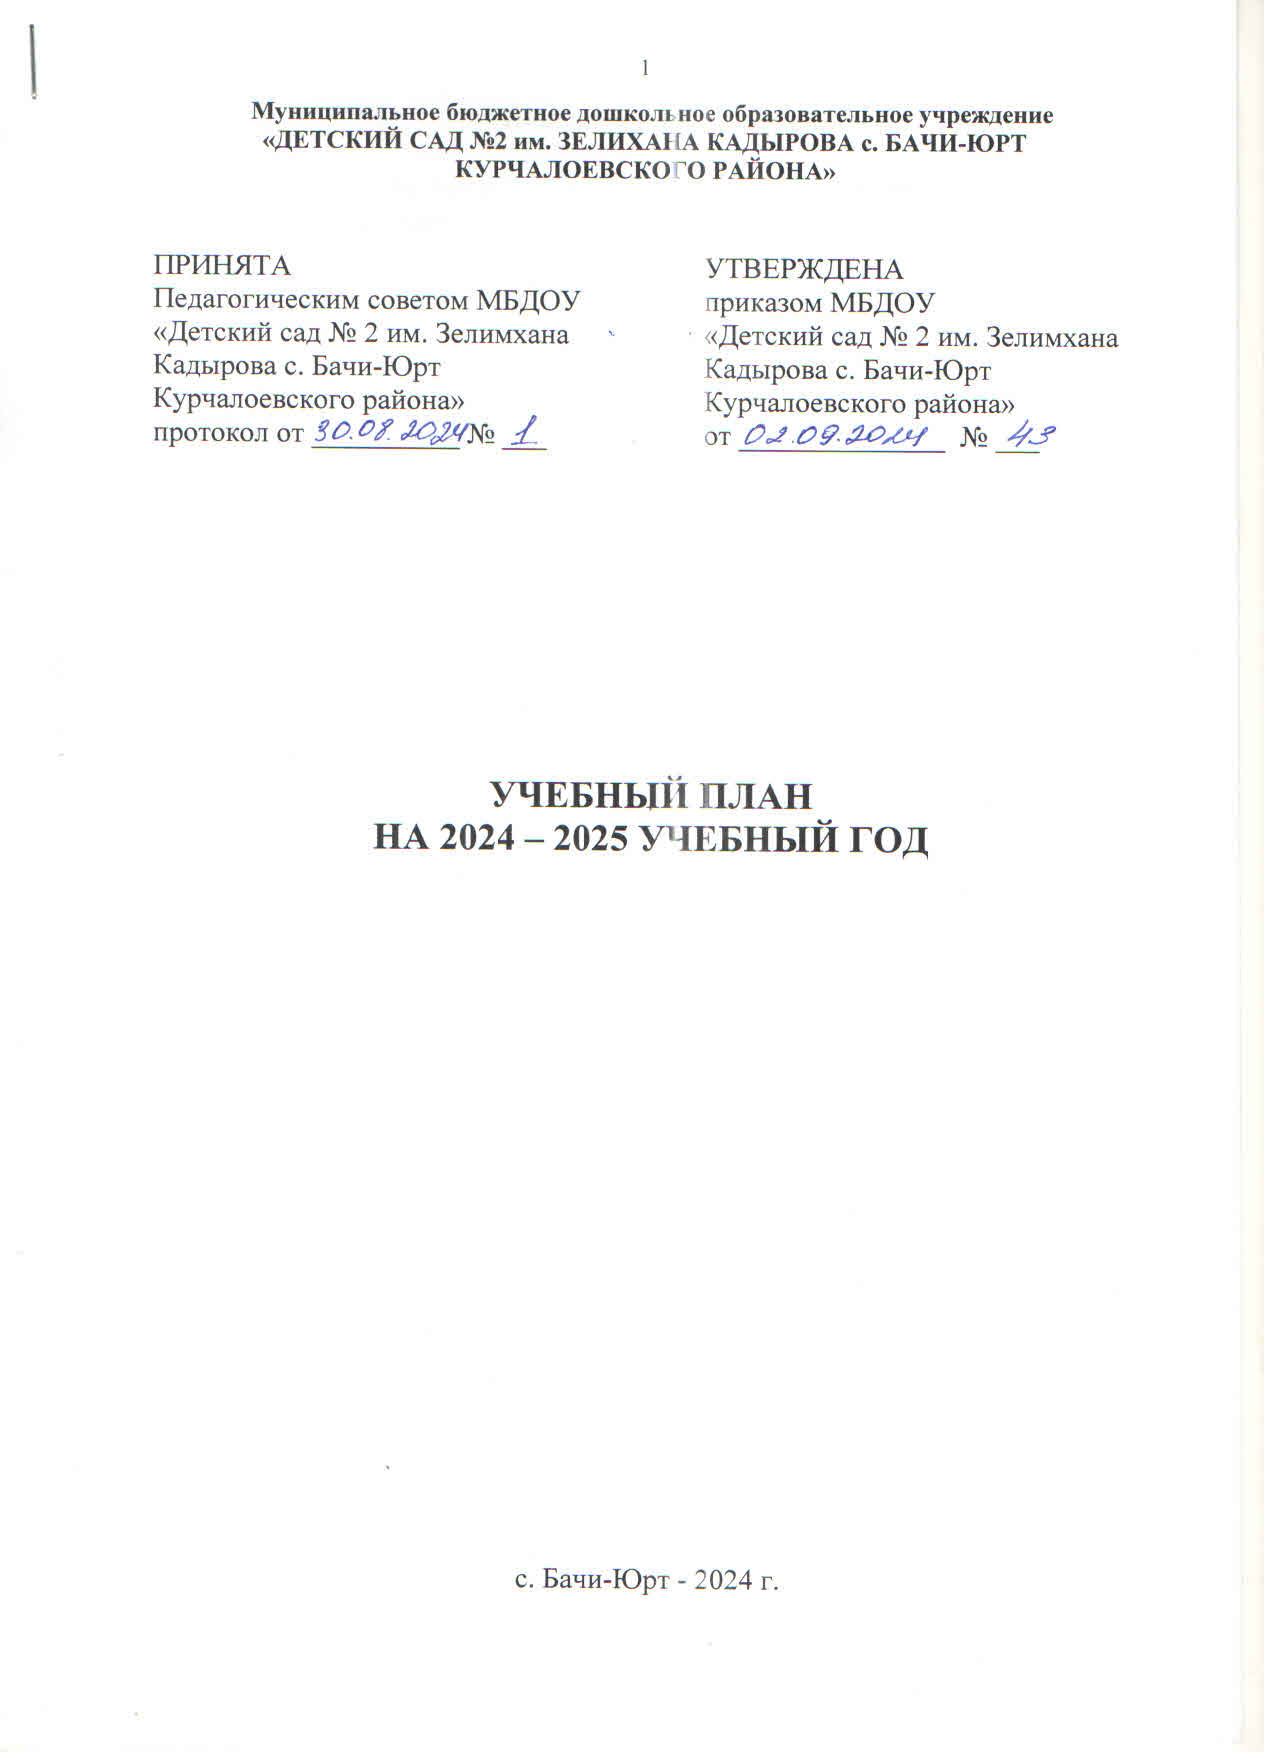 1
Муниципальное бюджетное дошкольное образовательное учреждение
«ДЕТСКИЙ САД №2 им. ЗЕЛИХАНА КАДЫРОВА с. БАЧИ-ЮРТ
КУРЧАЛОЕВСКОГО РАЙОНА»
ПРИНЯТА
Педагогическим советом МБДОУ
«Детский сад № 2 им. Зелимхана
Кадырова с. Бачи-Юрт
Курчалоевского района»
протокол от 30.08.2024 № 1
УТВЕРЖДЕНА
приказом МБДОУ
«Детский сад № 2 им. Зелимхана
Кадырова с. Бачи-Юрт
Курчалоевского района»
от 02.09.2024 № 43
УЧЕБНЫЙ ПЛАН
НА 2024 – 2025 УЧЕБНЫЙ ГОД
с. Бачи-Юрт - 2024 г.